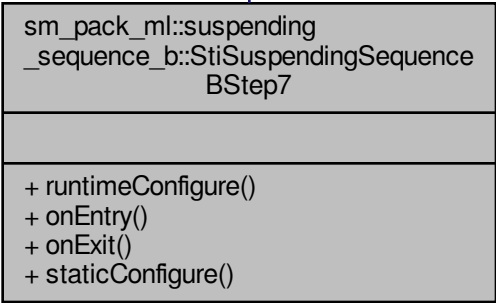 sm_pack_ml::suspending
_sequence_b::StiSuspendingSequence
BStep7
+ runtimeConfigure()
+ onEntry()
+ onExit()
+ staticConfigure()